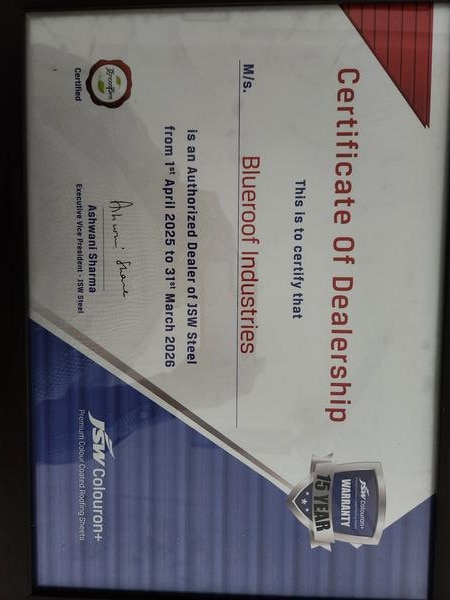 Certificate Of Dealership
This is to certify that
M/s. Blueroof Industries
is an Authorized Dealer of JSW Steel
from 1st April 2025 to 31st March 2026
Ashwani Sharma
Executive Vice President - JSW Steel
Certified
JSW Colouron+
Premium Colour Coated Roofing Sheets
JSW Colouron+
WARRANTY
15 YEAR